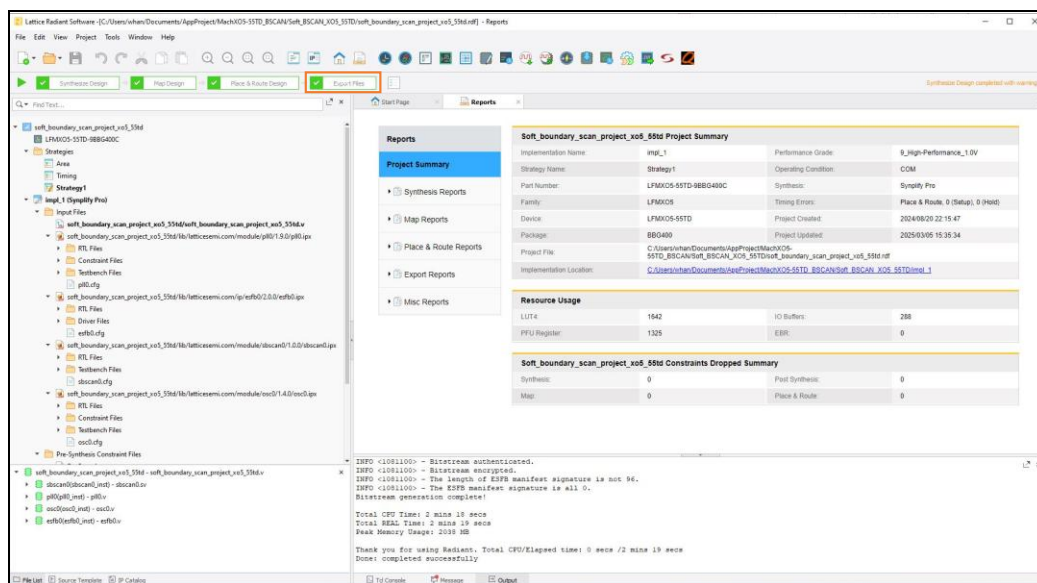 Lattice Radiant Software - [C:/Users/whan/Documents/AppProject/MachXO5-55TD_BSCAN/Soft_BSCAN_XO5_55TD/soft_boundary_scan_project_xo5_55td.rdf] - Reports
File Edit View Project Tools Window Help
Synthesize Design Map Design Place & Route Design Export Files
Synthesize Design completed with warning
Find Text...
Start Page Reports
soft_boundary_scan_project_xo5_55td
LFMXO5-55TD-9BBG400C
Strategies
Area
Timing
Strategy1
impl_1 (Synplify Pro)
Input Files
soft_boundary_scan_project_xo5_55td/soft_boundary_scan_project_xo5_55td.v
soft_boundary_scan_project_xo5_55td/lib/latticesemi.com/module/pll0/1.9.0/pll0.ipx
RTL Files
Constraint Files
Testbench Files
pll0.cfg
soft_boundary_scan_project_xo5_55td/lib/latticesemi.com/ip/esfb0/2.0.0/esfb0.ipx
RTL Files
Driver Files
esfb0.cfg
soft_boundary_scan_project_xo5_55td/lib/latticesemi.com/module/sbscan0/1.0.0/sbscan0.ipx
RTL Files
Testbench Files
sbscan0.cfg
soft_boundary_scan_project_xo5_55td/lib/latticesemi.com/module/osc0/1.4.0/osc0.ipx
RTL Files
Constraint Files
Testbench Files
osc0.cfg
Pre-Synthesis Constraint Files
soft_boundary_scan_project_xo5_55td - soft_boundary_scan_project_xo5_55td.v
sbscan0(sbscan0_inst) - sbscan0.sv
pll0(pll0_inst) - pll0.v
osc0(osc0_inst) - osc0.v
esfb0(esfb0_inst) - esfb0.v
File List Source Template IP Catalog
Reports
Project Summary
Synthesis Reports
Map Reports
Place & Route Reports
Export Reports
Misc Reports
Soft_boundary_scan_project_xo5_55td Project Summary
Implementation Name: impl_1 Performance Grade: 9_High-Performance_1.0V
Strategy Name: Strategy1 Operating Condition: COM
Part Number: LFMXO5-55TD-9BBG400C Synthesis: Synplify Pro
Family: LFMXO5 Timing Errors: Place & Route, 0 (Setup), 0 (Hold)
Device: LFMXO5-55TD Project Created: 2024/08/20 22:15:47
Package: BBG400 Project Updated: 2025/03/05 15:35:34
Project File: C:/Users/whan/Documents/AppProject/MachXO5-
55TD_BSCAN/Soft_BSCAN_XO5_55TD/soft_boundary_scan_project_xo5_55td.rdf
Implementation Location: C:/Users/whan/Documents/AppProject/MachXO5-55TD_BSCAN/Soft_BSCAN_XO5_55TD/impl_1
Resource Usage
LUT4: 1642 IO Buffers: 288
PFU Register: 1325 EBR: 0
Soft_boundary_scan_project_xo5_55td Constraints Dropped Summary
Synthesis: 0 Post Synthesis: 0
Map: 0 Place & Route: 0
INFO <1081100> - Bitstream authenticated.
INFO <1081100> - Bitstream encrypted.
INFO <1081100> - The length of ESFB manifest signature is not 96.
INFO <1081100> - The ESFB manifest signature is all 0.
Bitstream generation complete!
Total CPU Time: 2 mins 18 secs
Total REAL Time: 2 mins 19 secs
Peak Memory Usage: 2038 MB
Thank you for using Radiant. Total CPU/Elapsed time: 0 secs /2 mins 19 secs
Done: completed successfully
Tcl Console Message Output